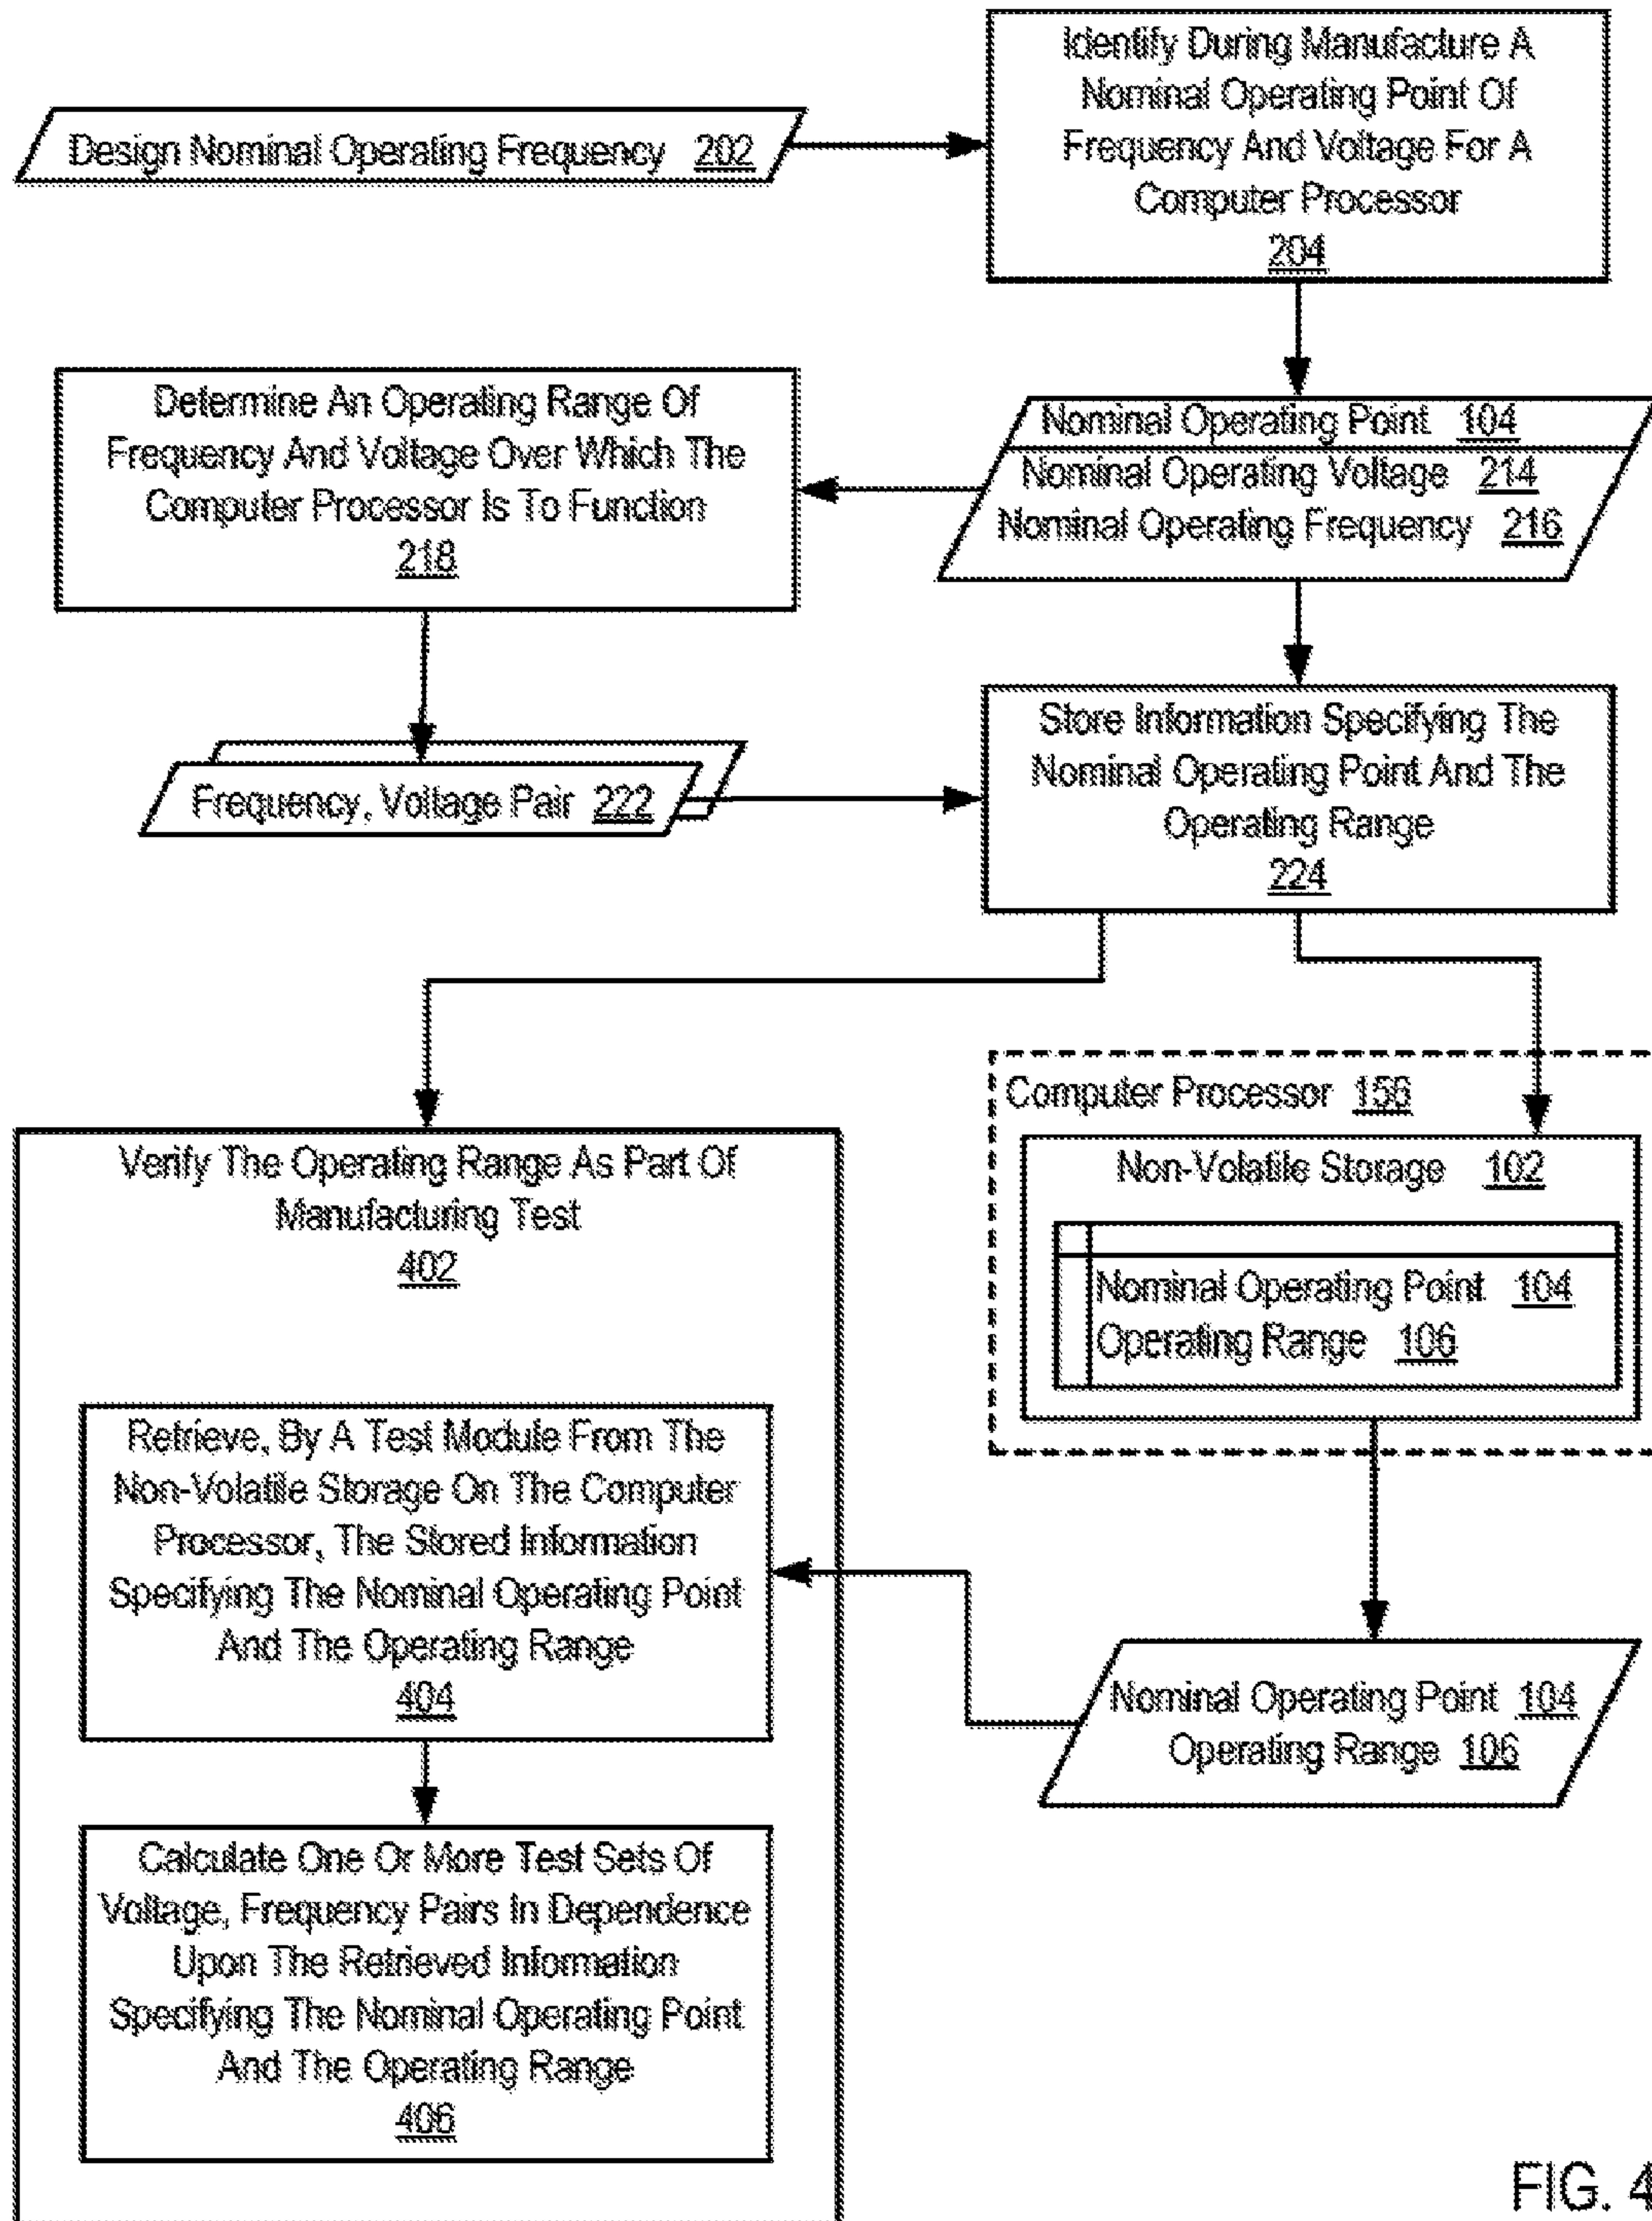 Identify During Manufacture A
Nominal Operating Point Of
Frequency And Voltage For A
Computer Processor
204
Design Nominal Operating Frequency 202
Determine An Operating Range Of
Frequency And Voltage Over Which The
Computer Processor Is To Function
218
Nominal Operating Point 104
Nominal Operating Voltage 214
Nominal Operating Frequency 216
Frequency, Voltage Pair 222
Store Information Specifying The
Nominal Operating Point And The
Operating Range
224
Computer Processor 156
Non-Volatile Storage 102
Nominal Operating Point 104
Operating Range 106
Verify The Operating Range As Part Of
Manufacturing Test
402
Retrieve, By A Test Module From The
Non-Volatile Storage On The Computer
Processor, The Stored Information
Specifying The Nominal Operating Point
And The Operating Range
404
Nominal Operating Point 104
Operating Range 106
Calculate One Or More Test Sets Of
Voltage, Frequency Pairs In Dependence
Upon The Retrieved Information
Specifying The Nominal Operating Point
And The Operating Range
406
FIG. 4